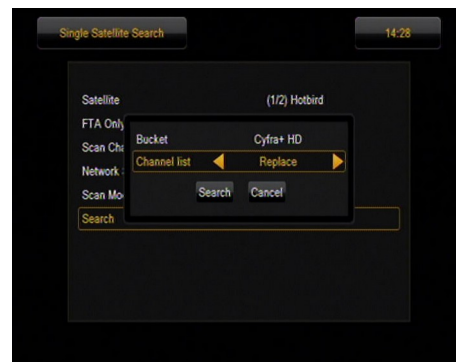 Single Satellite Search 14:28
Satellite (1/2) Hotbird
FTA Only
Bucket Cyfra+ HD
Scan Cha
Channel list Replace
Network
Search Cancel
Scan Mo
Search